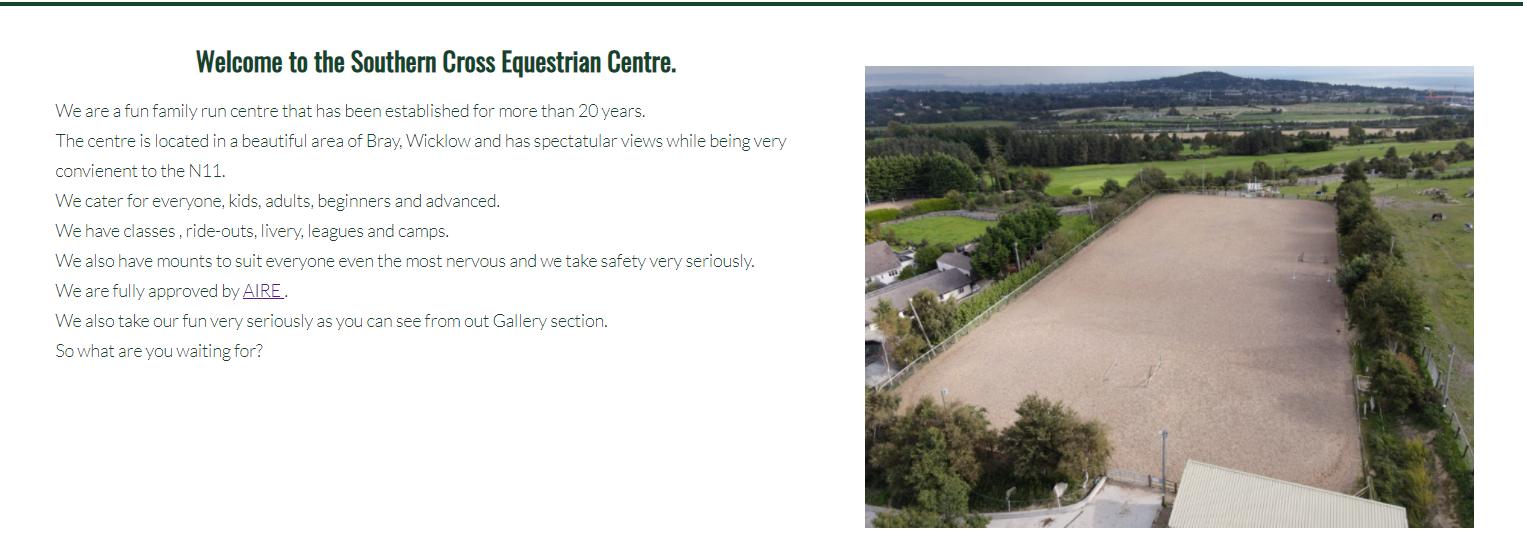 Welcome to the Southern Cross Equestrian Centre.
We are a fun family run centre that has been established for more than 20 years.
The centre is located in a beautiful area of Bray, Wicklow and has spectatular views while being very
convienent to the N11.
We cater for everyone, kids, adults, beginners and advanced.
We have classes , ride-outs, livery, leagues and camps.
We also have mounts to suit everyone even the most nervous and we take safety very seriously.
We are fully approved by AIRE .
We also take our fun very seriously as you can see from out Gallery section.
So what are you waiting for?